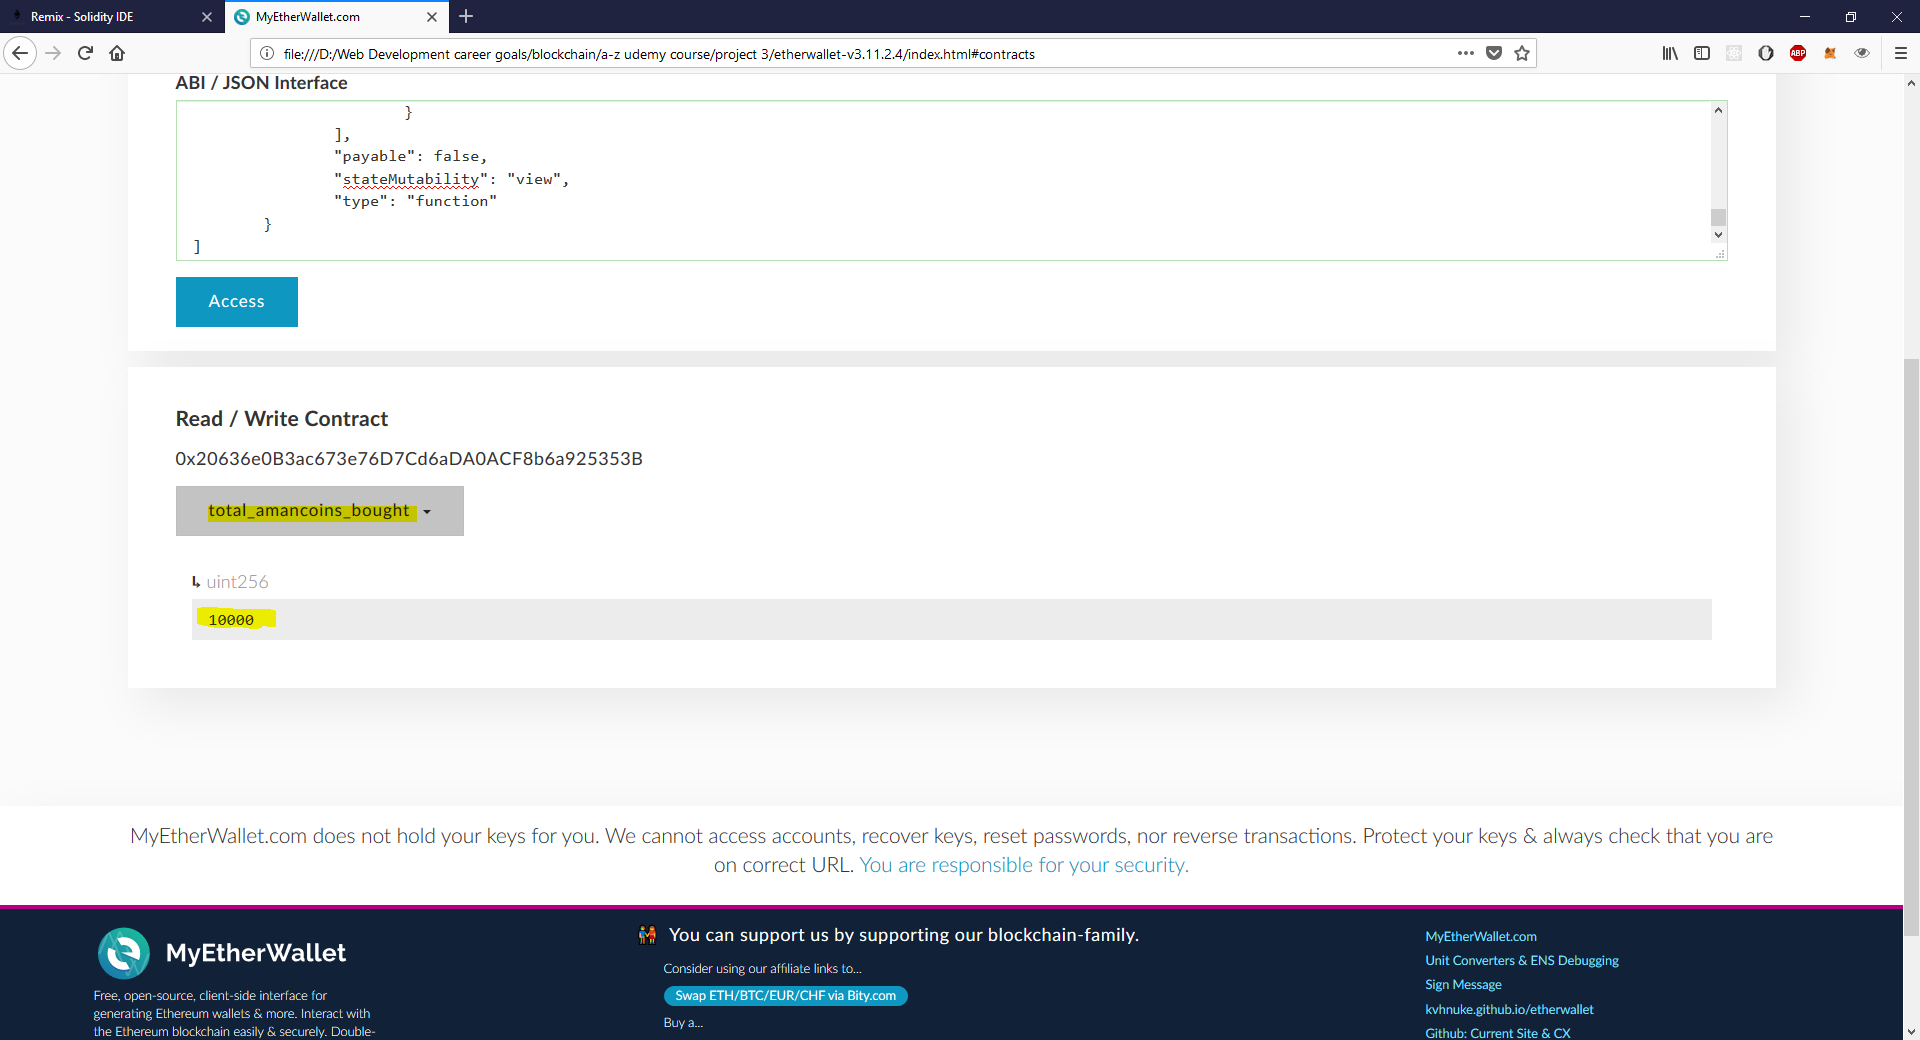 Remix - Solidity IDE
MyEtherWallet.com
file:///D:/Web Development career goals/blockchain/a-z udemy course/project 3/etherwallet-v3.11.2.4/index.html#contracts
ABP
ABI / JSON Interface
}
],
"payable": false,
"stateMutability": "view",
"type": "function"
}
]
Access
Read / Write Contract
0x20636e0B3ac673e76D7Cd6aDA0ACF8b6a925353B
total_amancoins_bought
↳ uint256
10000
MyEtherWallet.com does not hold your keys for you. We cannot access accounts, recover keys, reset passwords, nor reverse transactions. Protect your keys & always check that you are
on correct URL. You are responsible for your security.
MyEtherWallet
Free, open-source, client-side interface for
generating Ethereum wallets & more. Interact with
the Ethereum blockchain easily & securely. Double-
You can support us by supporting our blockchain-family.
Consider using our affiliate links to...
Swap ETH/BTC/EUR/CHF via Bity.com
Buy a...
MyEtherWallet.com
Unit Converters & ENS Debugging
Sign Message
kvhnuke.github.io/etherwallet
Github: Current Site & CX